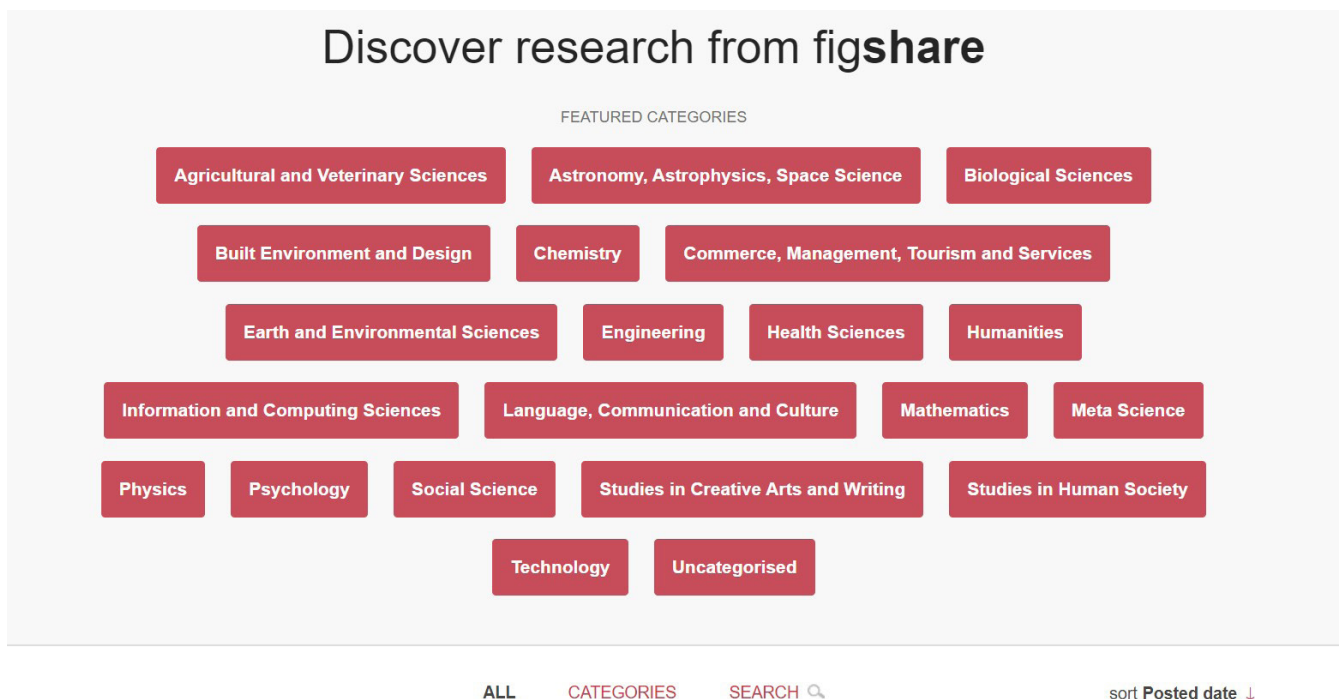 Discover research from figshare
FEATURED CATEGORIES
Agricultural and Veterinary Sciences Astronomy, Astrophysics, Space Science Biological Sciences
Built Environment and Design Chemistry Commerce, Management, Tourism and Services
Earth and Environmental Sciences Engineering Health Sciences Humanities
Information and Computing Sciences Language, Communication and Culture Mathematics Meta Science
Physics Psychology Social Science Studies in Creative Arts and Writing Studies in Human Society
Technology Uncategorised
ALL CATEGORIES SEARCH sort Posted date ↓